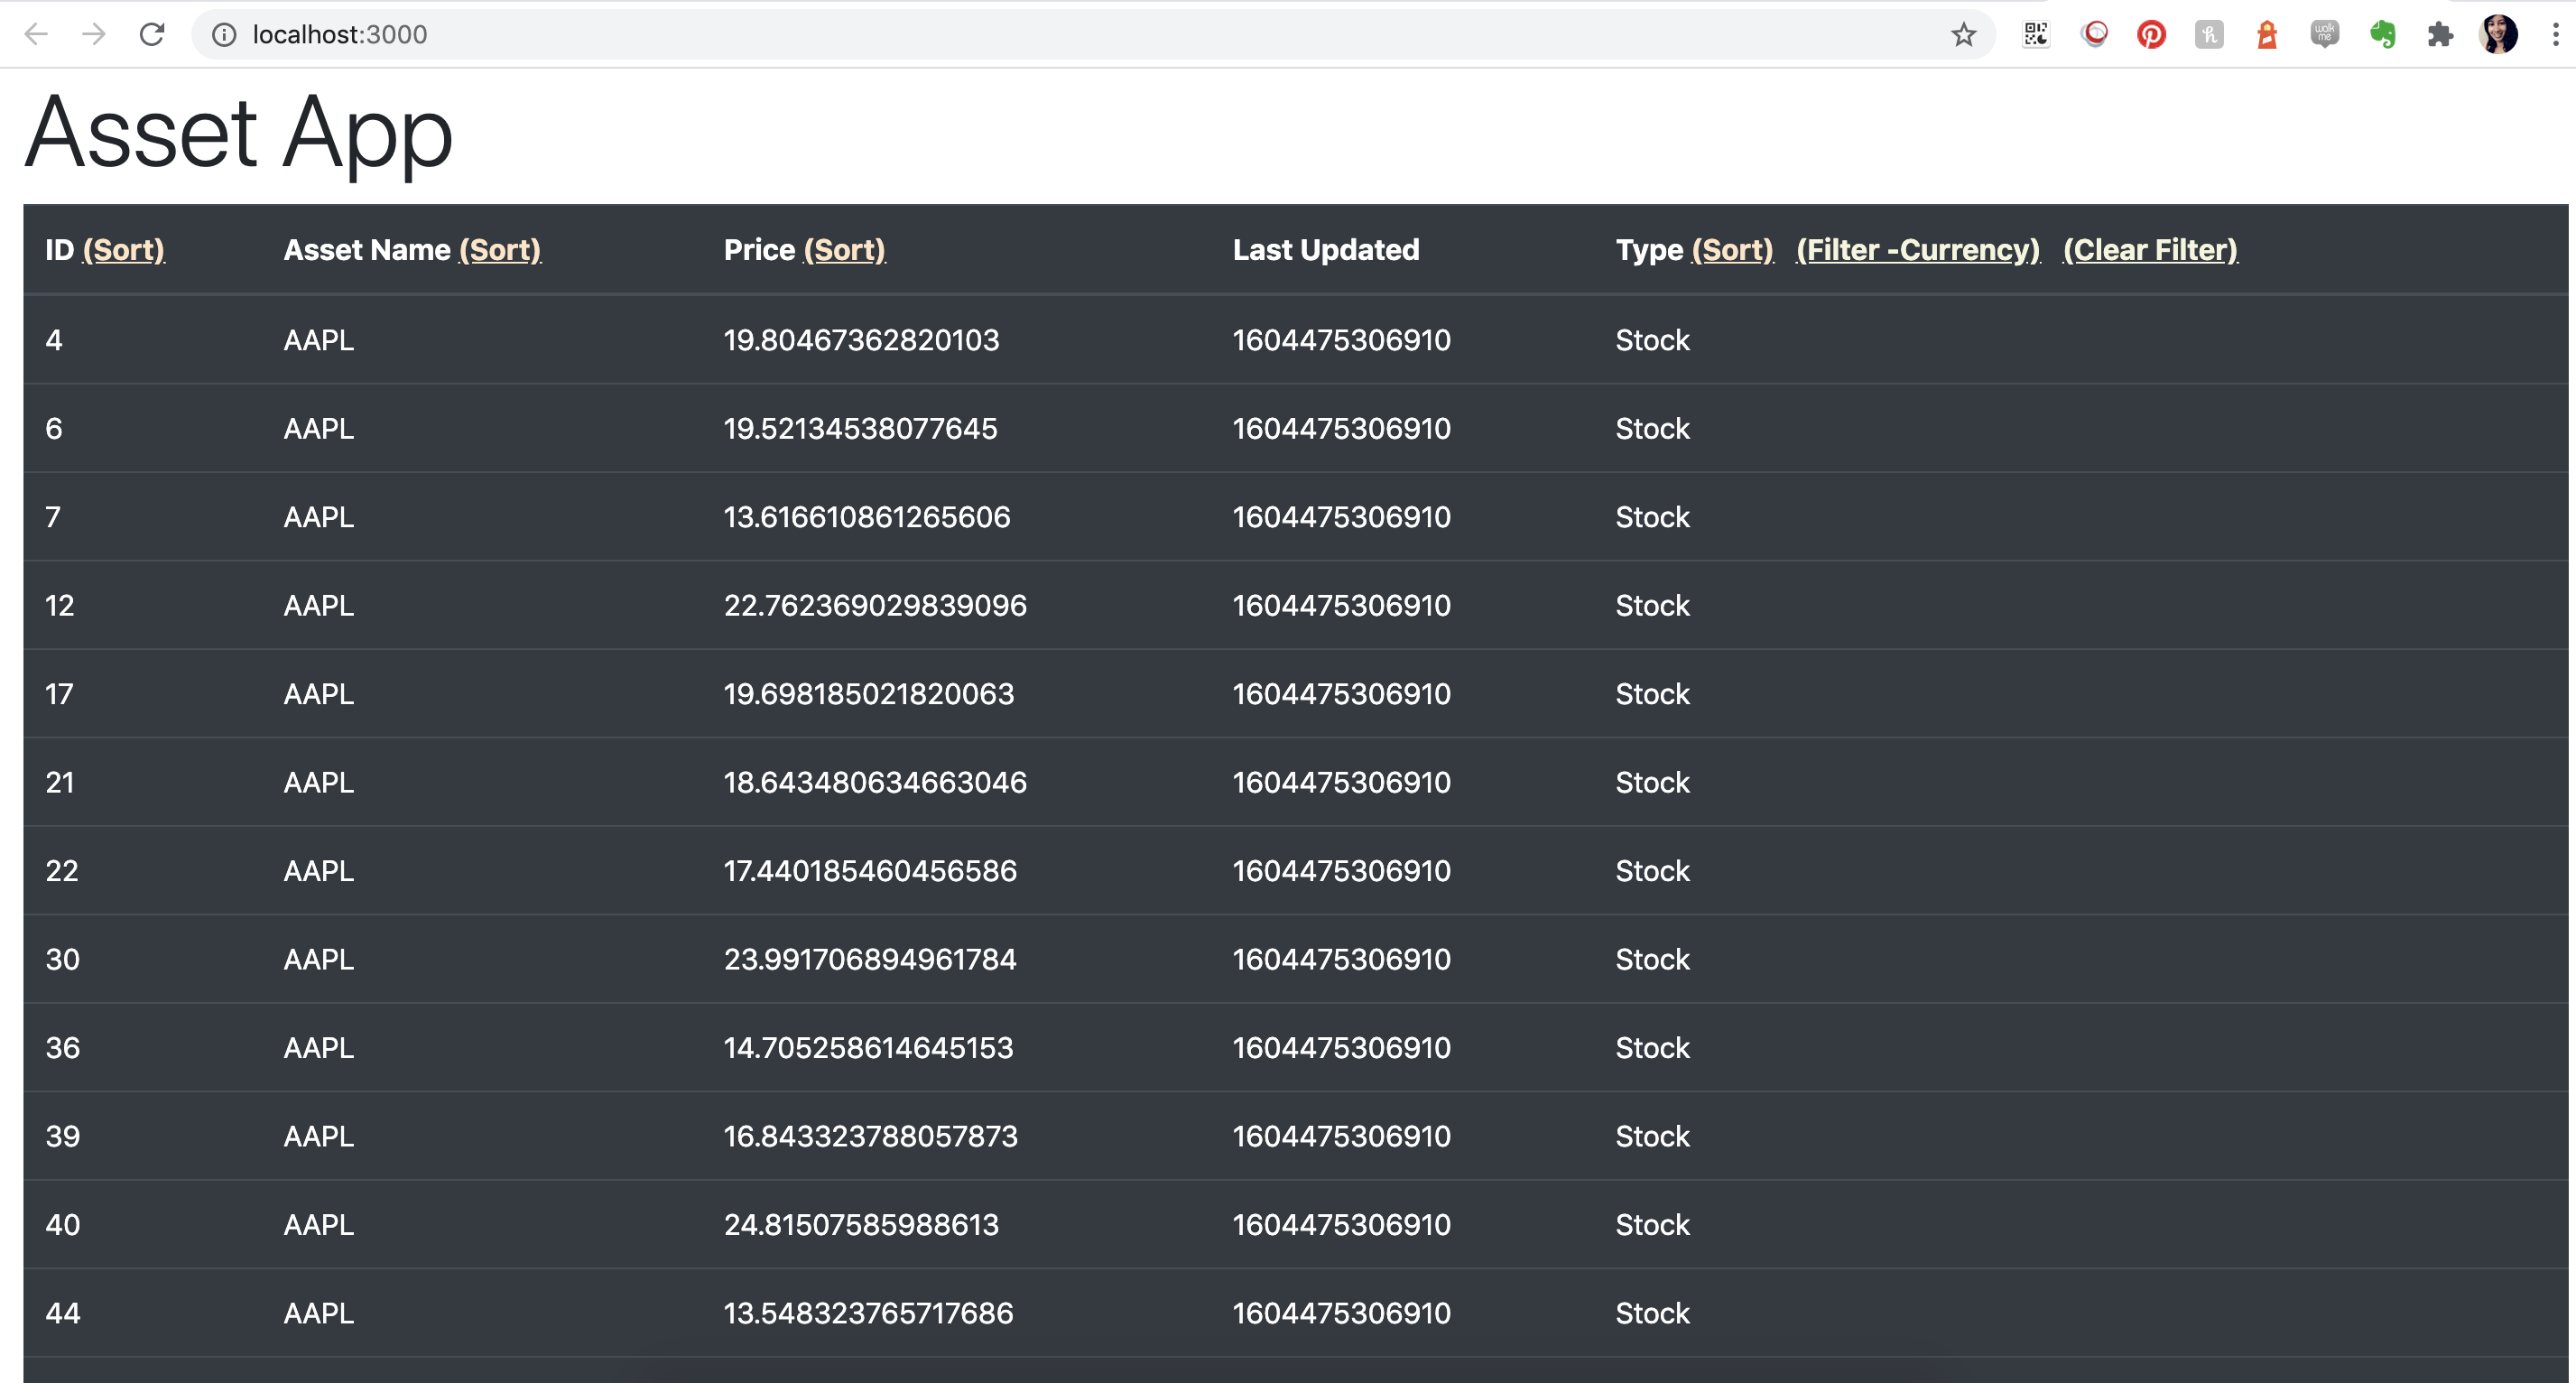 localhost:3000
walk me
Asset App
ID (Sort) Asset Name (Sort) Price (Sort) Last Updated Type (Sort) (Filter -Currency) (Clear Filter)
4 AAPL 19.80467362820103 1604475306910 Stock
6 AAPL 19.52134538077645 1604475306910 Stock
7 AAPL 13.616610861265606 1604475306910 Stock
12 AAPL 22.762369029839096 1604475306910 Stock
17 AAPL 19.698185021820063 1604475306910 Stock
21 AAPL 18.643480634663046 1604475306910 Stock
22 AAPL 17.440185460456586 1604475306910 Stock
30 AAPL 23.991706894961784 1604475306910 Stock
36 AAPL 14.705258614645153 1604475306910 Stock
39 AAPL 16.843323788057873 1604475306910 Stock
40 AAPL 24.81507585988613 1604475306910 Stock
44 AAPL 13.548323765717686 1604475306910 Stock